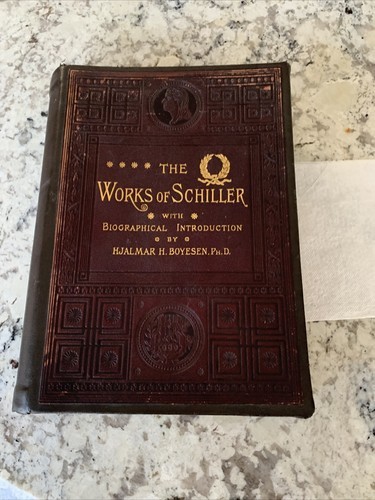 THE
WORKS OF SCHILLER
WITH
BIOGRAPHICAL INTRODUCTION
BY
HJALMAR H. BOYESEN, PH.D.